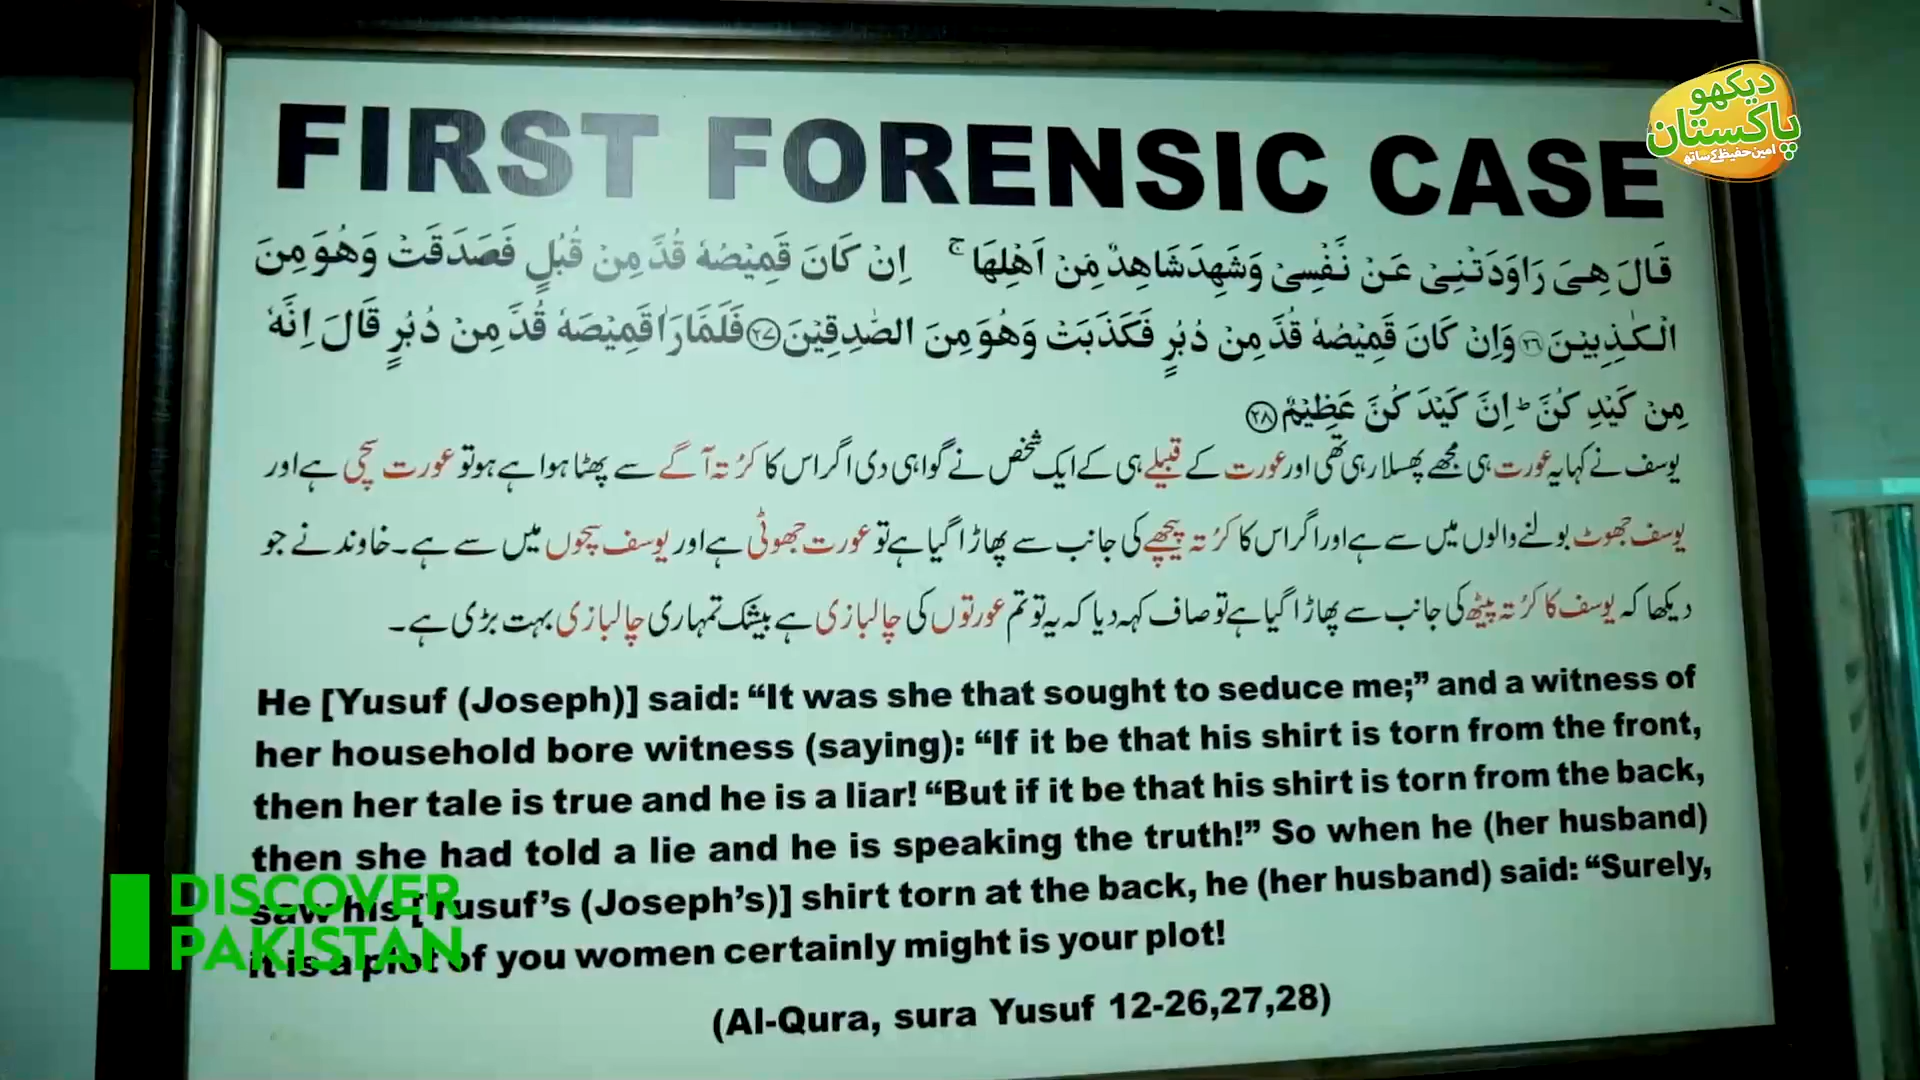 FIRST FORENSIC CASE
دیکھو
پاکستان
امین حفیظ کے ساتھ
قَالَ هِیَ رَاوَدَتْنِیْ عَنْ نَّفْسِیْ وَشَهِدَ شَاهِدٌ مِّنْ اَهْلِهَا ۚ اِنْ كَانَ قَمِیْصُهٗ قُدَّ مِنْ قُبُلٍ فَصَدَقَتْ وَهُوَ مِنَ
الْكٰذِبِیْنَ ﴿۲۶﴾ وَاِنْ كَانَ قَمِیْصُهٗ قُدَّ مِنْ دُبُرٍ فَكَذَبَتْ وَهُوَ مِنَ الصّٰدِقِیْنَ ﴿۲۷﴾ فَلَمَّا رَاٰ قَمِیْصَهٗ قُدَّ مِنْ دُبُرٍ قَالَ اِنَّهٗ
مِنْ كَیْدِ كُنَّ ؕ اِنَّ كَیْدَ كُنَّ عَظِیْمٌ ﴿۲۸﴾
یوسف نے کہا یہ عورت ہی مجھے پھسلا رہی تھی اور عورت کے قبیلے ہی کے ایک شخص نے گواہی دی اگر اس کا کُرتہ آگے سے پھٹا ہوا ہے ہو تو عورت سچی ہے اور
یوسف جھوٹ بولنے والوں میں سے ہے اور اگر اس کا کُرتہ پیچھے کی جانب سے پھاڑا گیا ہے تو عورت جھوٹی ہے اور یوسف سچوں میں سے ہے۔ خاوند نے جو
دیکھا کہ یوسف کا کُرتہ پیٹھ کی جانب سے پھاڑا گیا ہے تو صاف کہہ دیا کہ یہ تو تم عورتوں کی چالبازی ہے بیشک تمہاری چالبازی بہت بڑی ہے۔
He [Yusuf (Joseph)] said: “It was she that sought to seduce me;” and a witness of
her household bore witness (saying): “If it be that his shirt is torn from the front,
then her tale is true and he is a liar! “But if it be that his shirt is torn from the back,
then she had told a lie and he is speaking the truth!” So when he (her husband)
saw his [Yusuf’s (Joseph’s)] shirt torn at the back, he (her husband) said: “Surely,
it is a plot of you women certainly might is your plot!
(Al-Qura, sura Yusuf 12-26,27,28)
DISCOVER
PAKISTAN